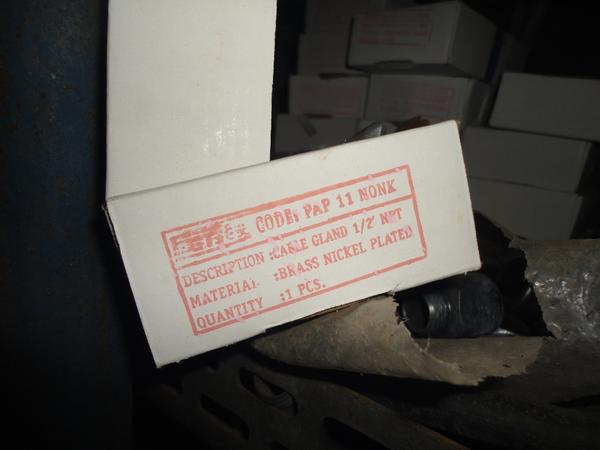 CODE: PAP 11 NONK
DESCRIPTION :CABLE GLAND 1/2' NPT
MATERIAL :BRASS NICKEL PLATED
QUANTITY :1 PCS.